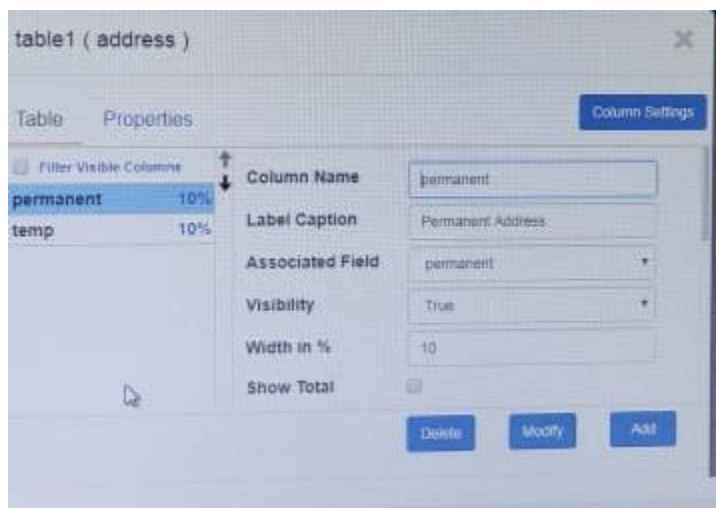 table1 ( address )
Table Properties
Column Settings
Filter Visible Columns
permanent 10%
temp 10%
Column Name permanent
Label Caption Permanent Address
Associated Field permanent
Visibility True
Width in % 10
Show Total
Delete Modify Add